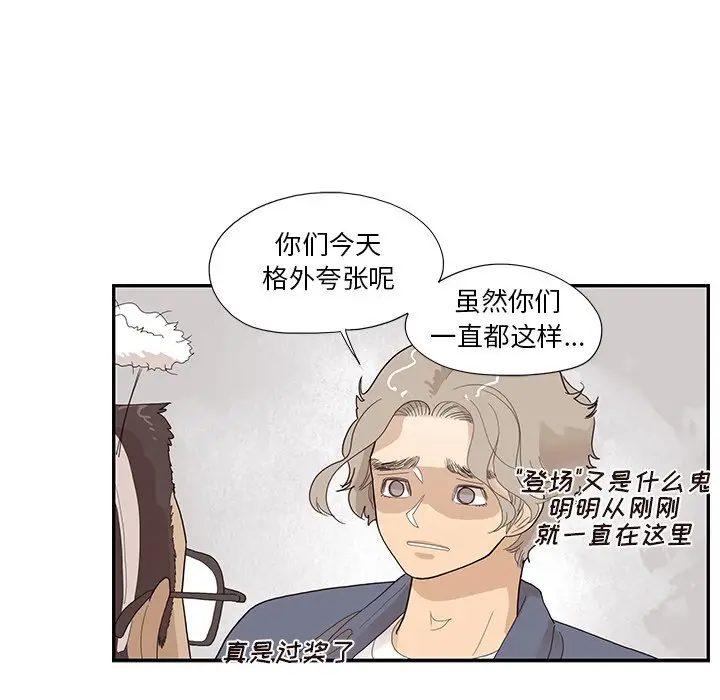 你们今天
格外夸张呢
虽然你们
一直都这样...
"登场"又是什么鬼
明明从刚刚
就一直在这里
真是过奖了